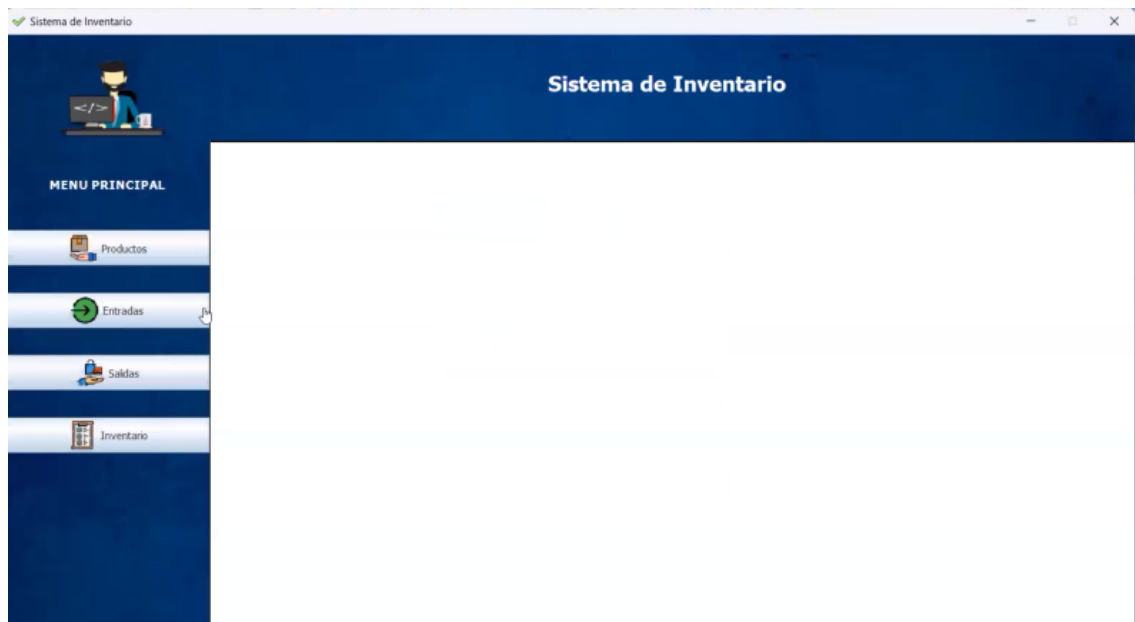 Sistema de Inventario
Sistema de Inventario
</>
MENU PRINCIPAL
Productos
Entradas
Salidas
Inventario